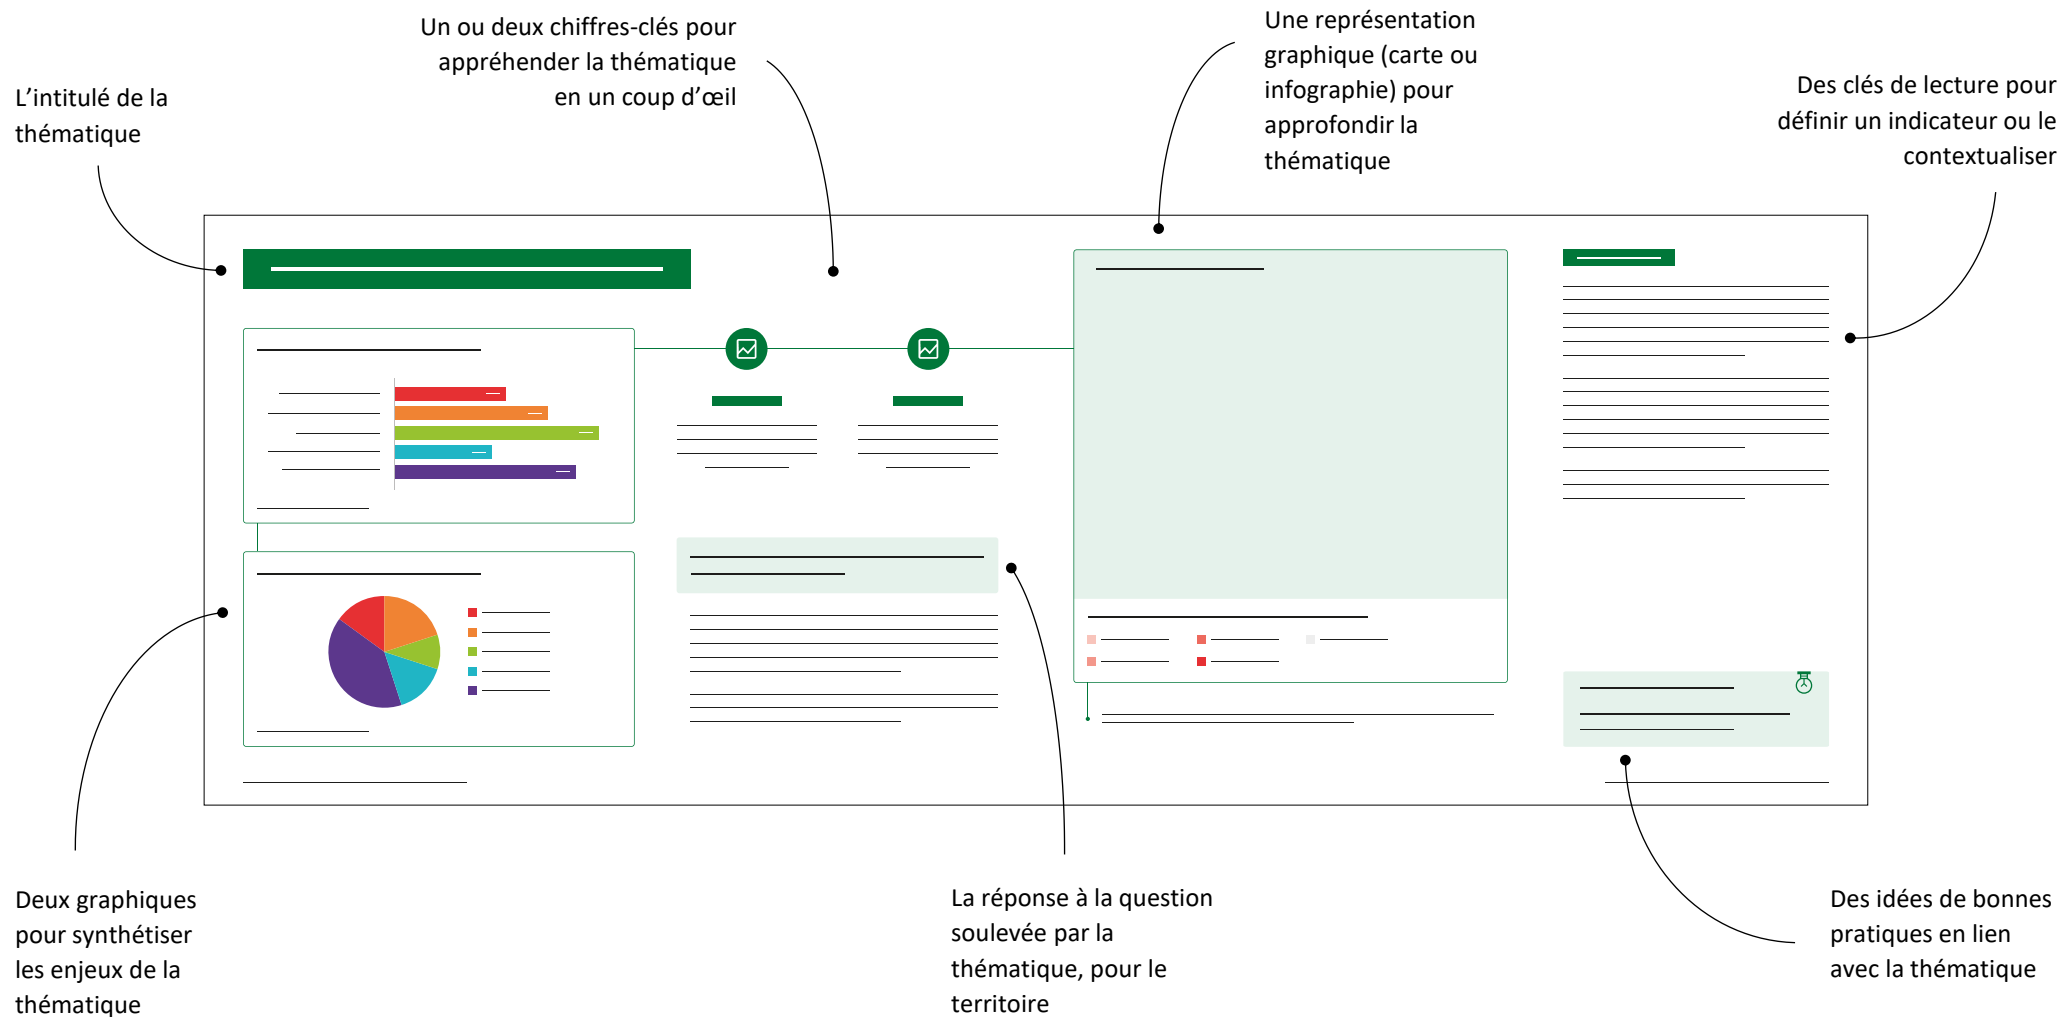 L’intitulé de la
thématique
Un ou deux chiffres-clés pour
appréhender la thématique
en un coup d’œil
Une représentation
graphique (carte ou
infographie) pour
approfondir la
thématique
Des clés de lecture pour
définir un indicateur ou le
contextualiser
Deux graphiques
pour synthétiser
les enjeux de la
thématique
La réponse à la question
soulevée par la
thématique, pour le
territoire
Des idées de bonnes
pratiques en lien
avec la thématique